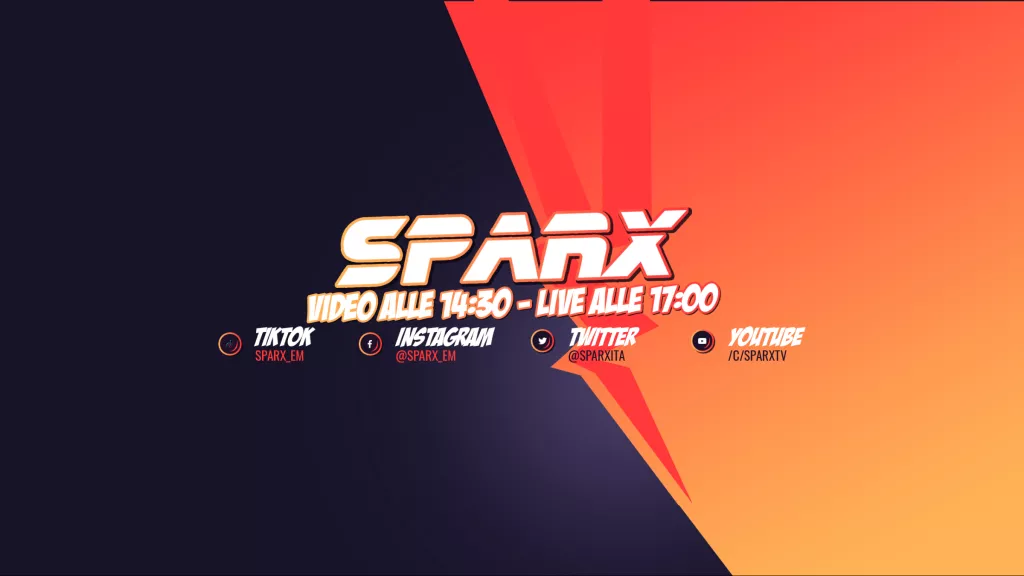 SPARX
VIDEO ALLE 14:30 - LIVE ALLE 17:00
TIKTOK INSTAGRAM TWITTER YOUTUBE
SPARX_EM @SPARX_EM @SPARXITA /C/SPARXTV